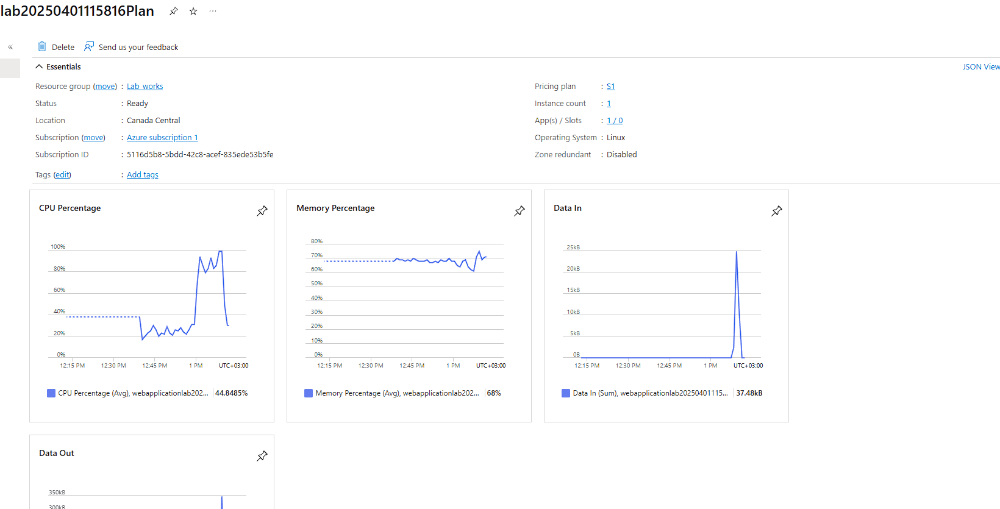 lab20250401115816Plan
Delete Send us your feedback
Essentials JSON View
Resource group (move) : Lab_works
Status : Ready
Location : Canada Central
Subscription (move) : Azure subscription 1
Subscription ID : 5116d5b8-5bdd-42c8-acef-835ede53b5fe
Tags (edit) : Add tags
Pricing plan : S1
Instance count : 1
App(s) / Slots : 1 / 0
Operating System : Linux
Zone redundant : Disabled
CPU Percentage
100%
80%
60%
40%
20%
0%
12:15 PM 12:30 PM 12:45 PM 1 PM UTC+03:00
CPU Percentage (Avg), webapplicationlab202... 44.8485%
Memory Percentage
80%
70%
60%
50%
40%
30%
20%
10%
0%
12:15 PM 12:30 PM 12:45 PM 1 PM UTC+03:00
Memory Percentage (Avg), webapplicationlab202... 68%
Data In
25kB
20kB
15kB
10kB
5kB
0B
12:15 PM 12:30 PM 12:45 PM 1 PM UTC+03:00
Data In (Sum), webapplicationlab20250401115... 37.48kB
Data Out
350kB
300kB